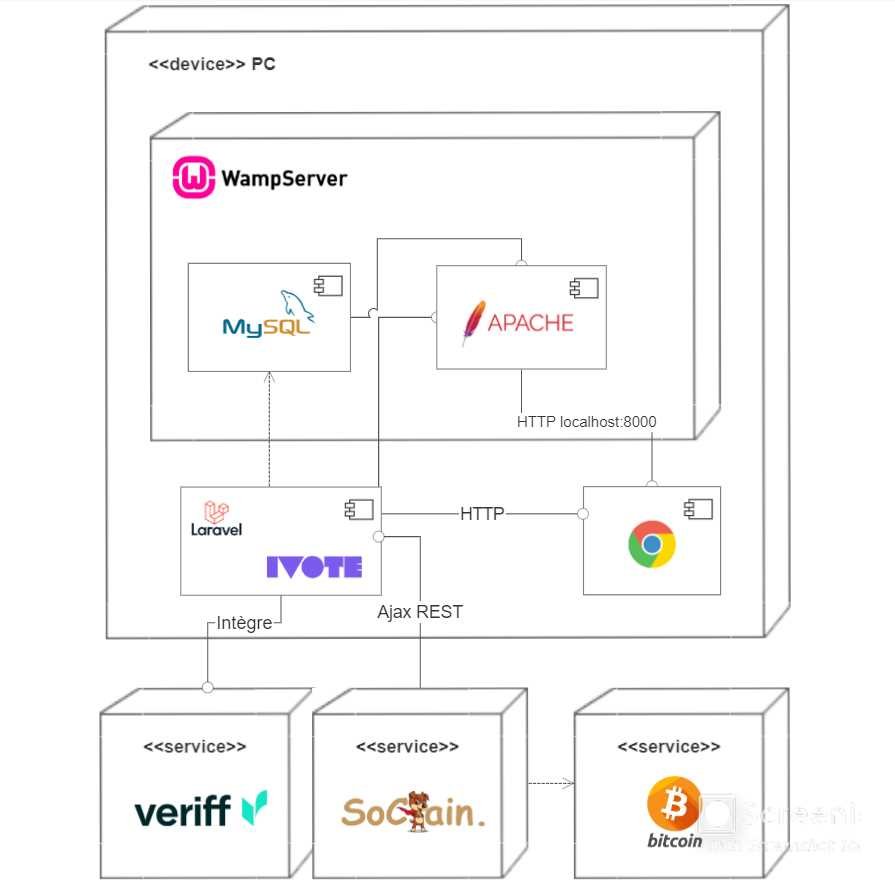 <<device>> PC
W WampServer
MySQL
APACHE
HTTP localhost:8000
Laravel
IVOTE
HTTP
Intègre
Ajax REST
<<service>>
<<service>>
<<service>>
veriff
SoChain.
bitcoin